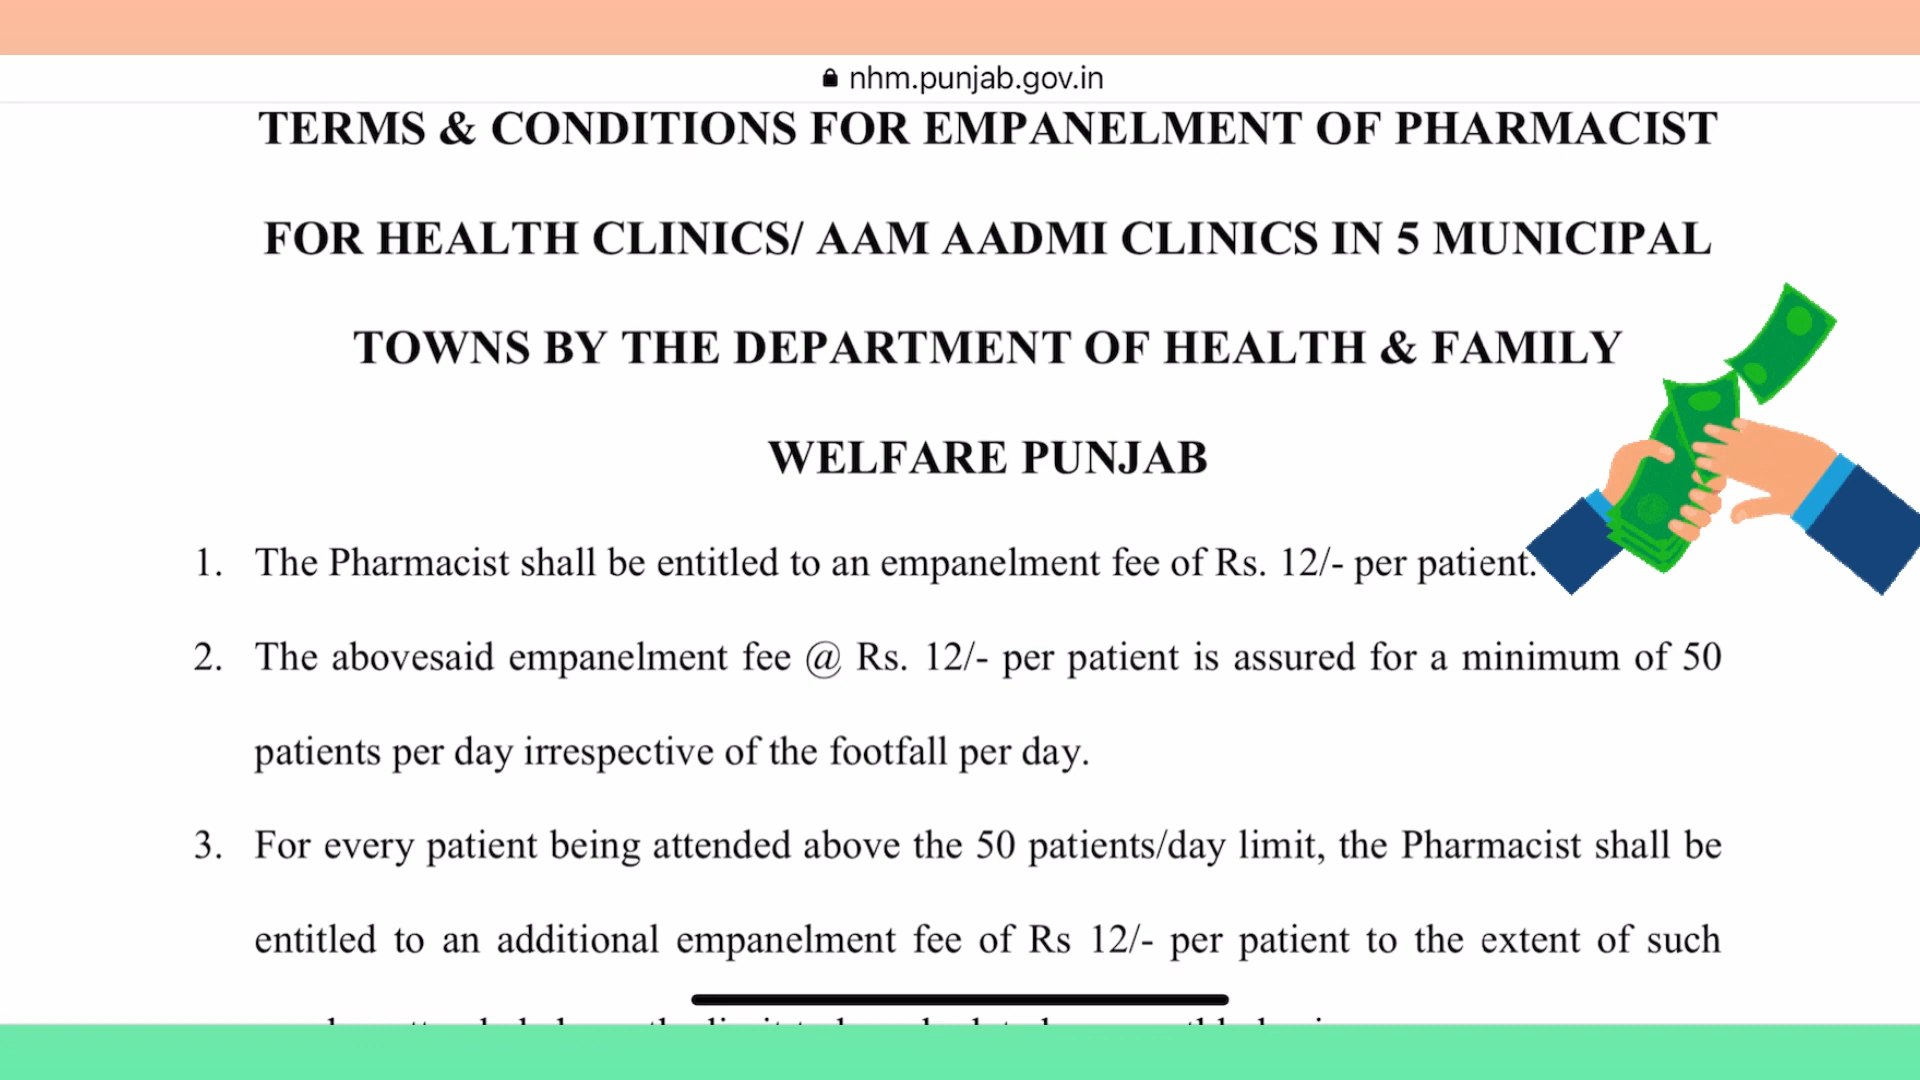 nhm.punjab.gov.in
TERMS & CONDITIONS FOR EMPANELMENT OF PHARMACIST
FOR HEALTH CLINICS/ AAM AADMI CLINICS IN 5 MUNICIPAL
TOWNS BY THE DEPARTMENT OF HEALTH & FAMILY
WELFARE PUNJAB
1. The Pharmacist shall be entitled to an empanelment fee of Rs. 12/- per patient.
2. The abovesaid empanelment fee @ Rs. 12/- per patient is assured for a minimum of 50
patients per day irrespective of the footfall per day.
3. For every patient being attended above the 50 patients/day limit, the Pharmacist shall be
entitled to an additional empanelment fee of Rs 12/- per patient to the extent of such